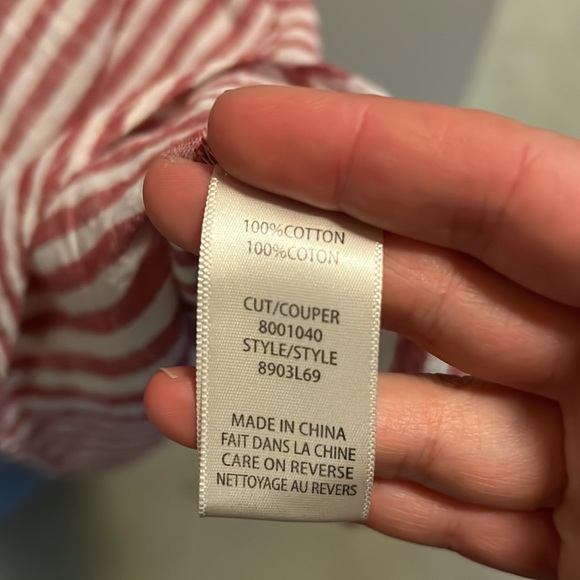 100%COTTON
100%COTON
CUT/COUPER
8001040
STYLE/STYLE
8903L69
MADE IN CHINA
FAIT DANS LA CHINE
CARE ON REVERSE
NETTOYAGE AU REVERS